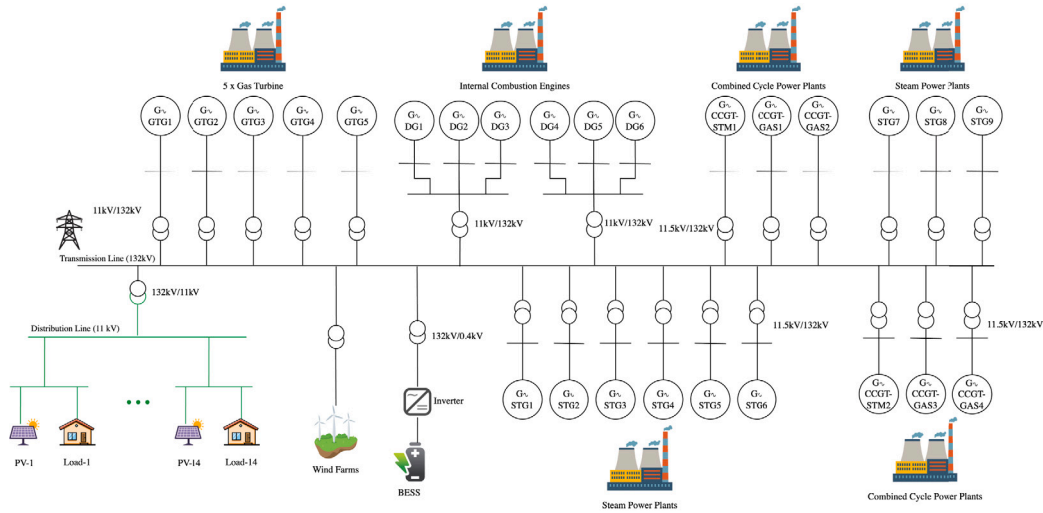 5 x Gas Turbine
Internal Combustion Engines
Combined Cycle Power Plants
Steam Power Plants
G∿
GTG1
G∿
GTG2
G∿
GTG3
G∿
GTG4
G∿
GTG5
G∿
DG1
G∿
DG2
G∿
DG3
G∿
DG4
G∿
DG5
G∿
DG6
G∿
CCGT-
STM1
G∿
CCGT-
GAS1
G∿
CCGT-
GAS2
G∿
STG7
G∿
STG8
G∿
STG9
11kV/132kV
11kV/132kV
11kV/132kV
11.5kV/132kV
Transmission Line (132kV)
132kV/11kV
Distribution Line (11 kV)
132kV/0.4kV
11.5kV/132kV
11.5kV/132kV
Inverter
G∿
STG1
G∿
STG2
G∿
STG3
G∿
STG4
G∿
STG5
G∿
STG6
G∿
CCGT-
STM2
G∿
CCGT-
GAS3
G∿
CCGT-
GAS4
PV-1
Load-1
PV-14
Load-14
Wind Farms
BESS
Steam Power Plants
Combined Cycle Power Plants